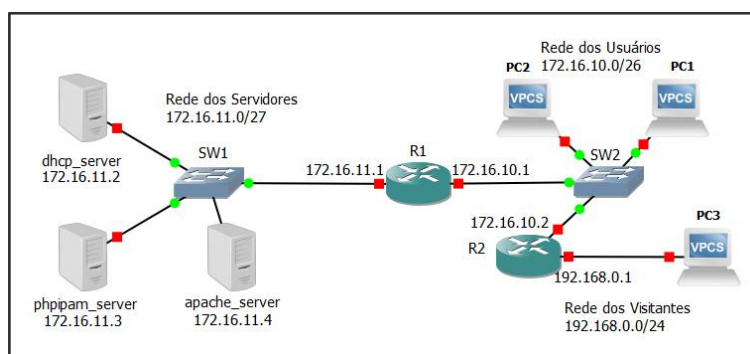 Rede dos Servidores
172.16.11.0/27
dhcp_server
172.16.11.2
SW1
phpipam_server
172.16.11.3
apache_server
172.16.11.4
172.16.11.1
R1
172.16.10.1
Rede dos Usuários
172.16.10.0/26
PC2
VPCS
PC1
VPCS
SW2
172.16.10.2
R2
192.168.0.1
PC3
VPCS
Rede dos Visitantes
192.168.0.0/24